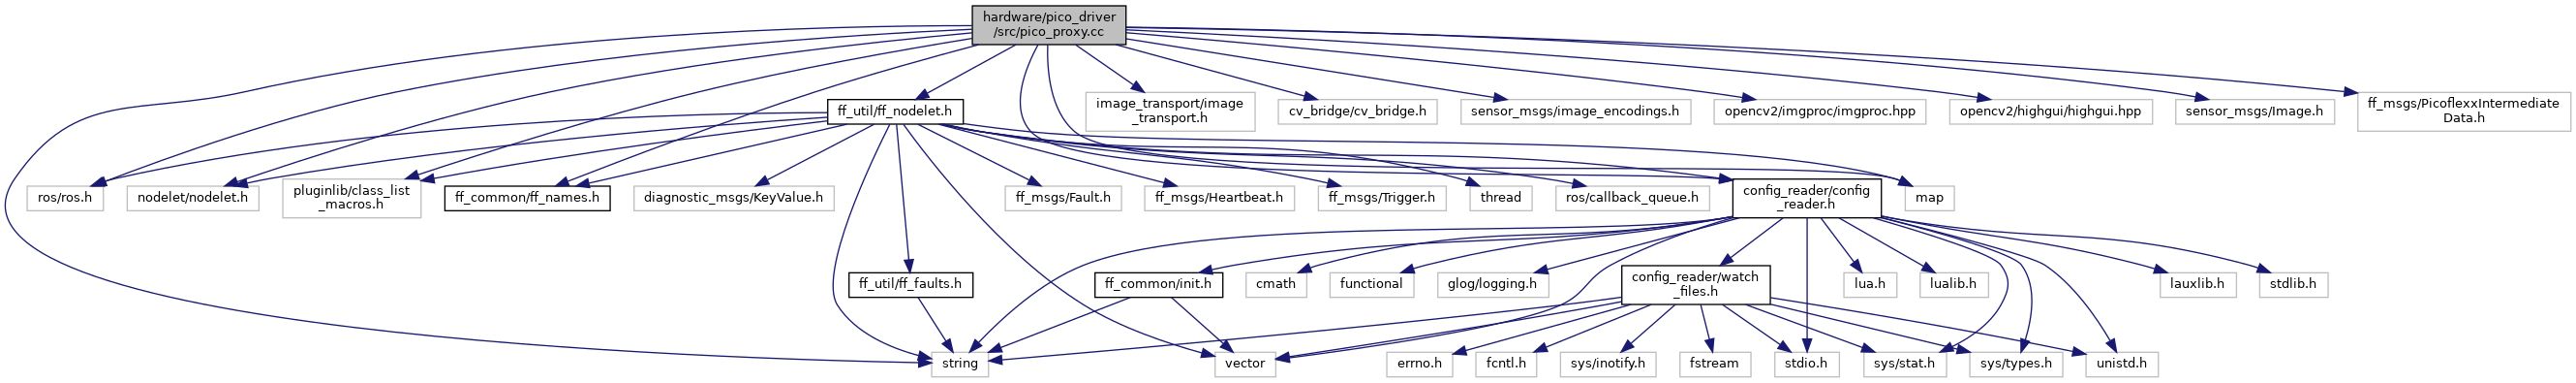 hardware/pico_driver
/src/pico_proxy.cc
ff_util/ff_nodelet.h
image_transport/image
_transport.h
cv_bridge/cv_bridge.h
sensor_msgs/image_encodings.h
opencv2/imgproc/imgproc.hpp
opencv2/highgui/highgui.hpp
sensor_msgs/Image.h
ff_msgs/PicoflexxIntermediate
Data.h
ros/ros.h
nodelet/nodelet.h
pluginlib/class_list
_macros.h
ff_common/ff_names.h
diagnostic_msgs/KeyValue.h
ff_msgs/Fault.h
ff_msgs/Heartbeat.h
ff_msgs/Trigger.h
thread
ros/callback_queue.h
config_reader/config
_reader.h
map
ff_util/ff_faults.h
ff_common/init.h
cmath
functional
glog/logging.h
config_reader/watch
_files.h
lua.h
lualib.h
lauxlib.h
stdlib.h
string
vector
errno.h
fcntl.h
sys/inotify.h
fstream
stdio.h
sys/stat.h
sys/types.h
unistd.h